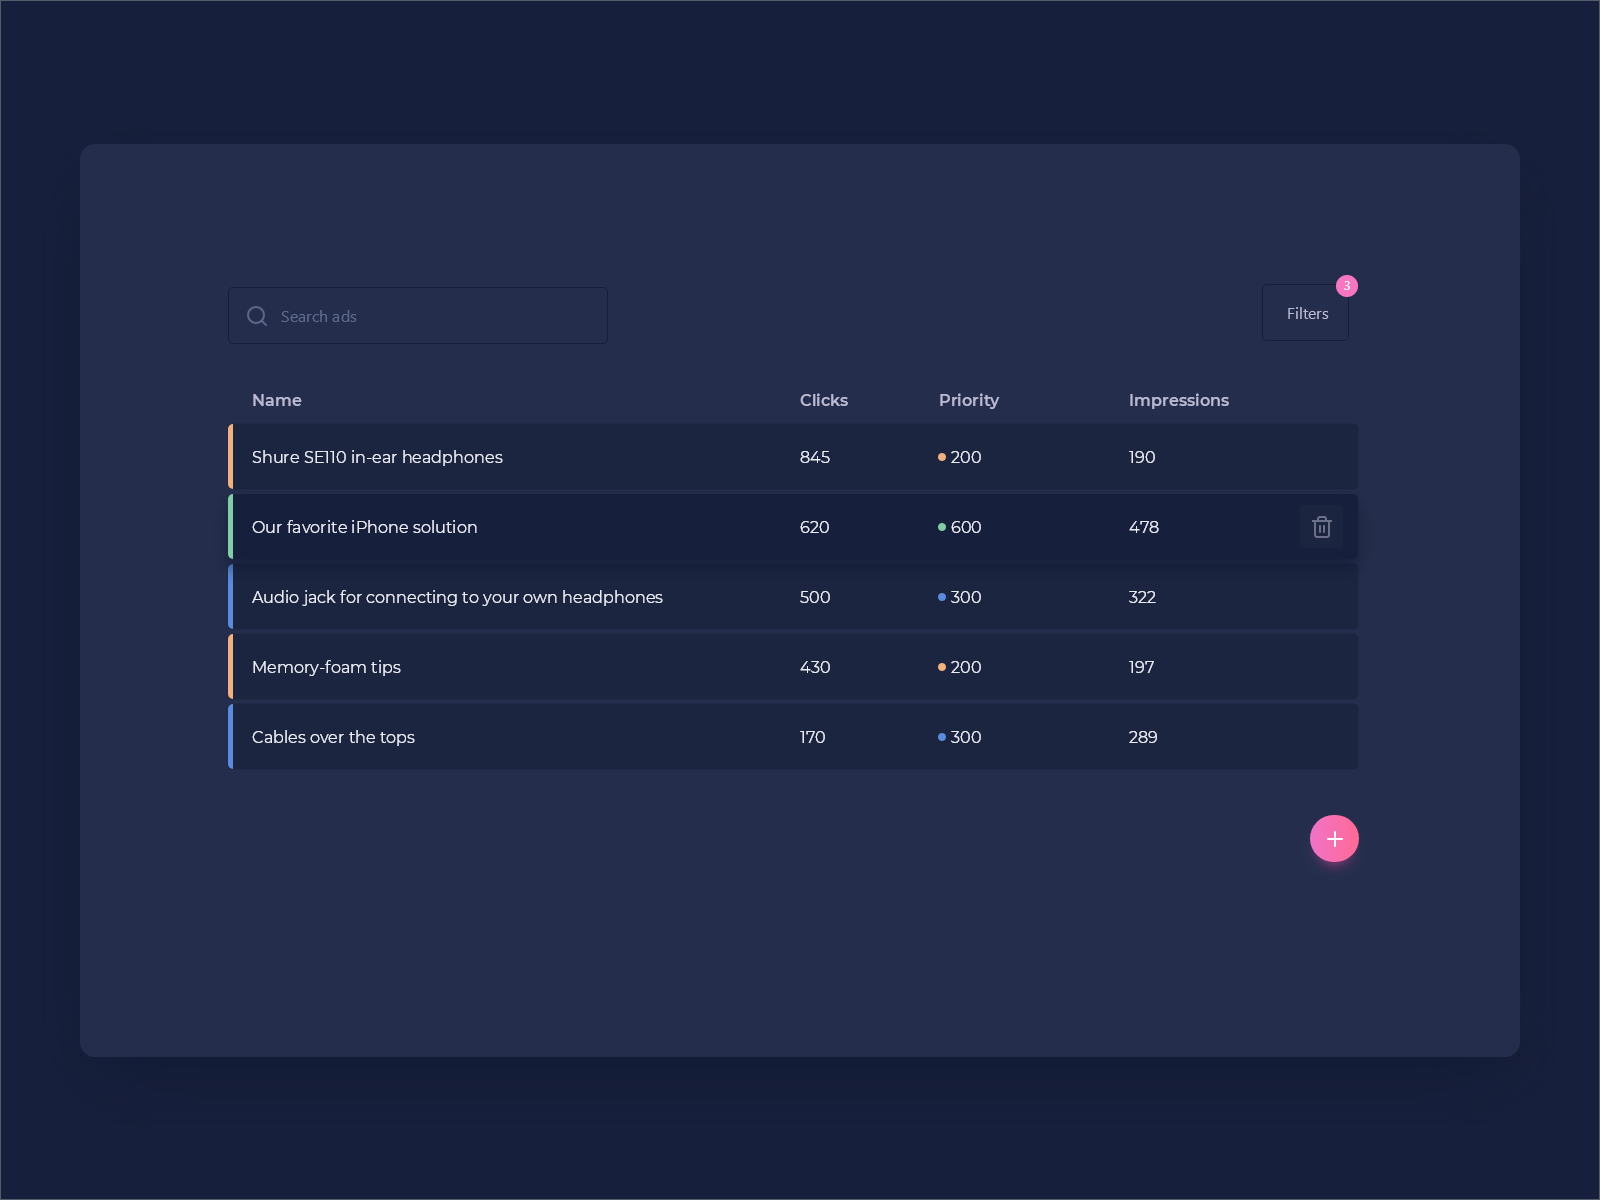 Search ads
Filters
3
Name Clicks Priority Impressions
Shure SE110 in-ear headphones 845 200 190
Our favorite iPhone solution 620 600 478
Audio jack for connecting to your own headphones 500 300 322
Memory-foam tips 430 200 197
Cables over the tops 170 300 289